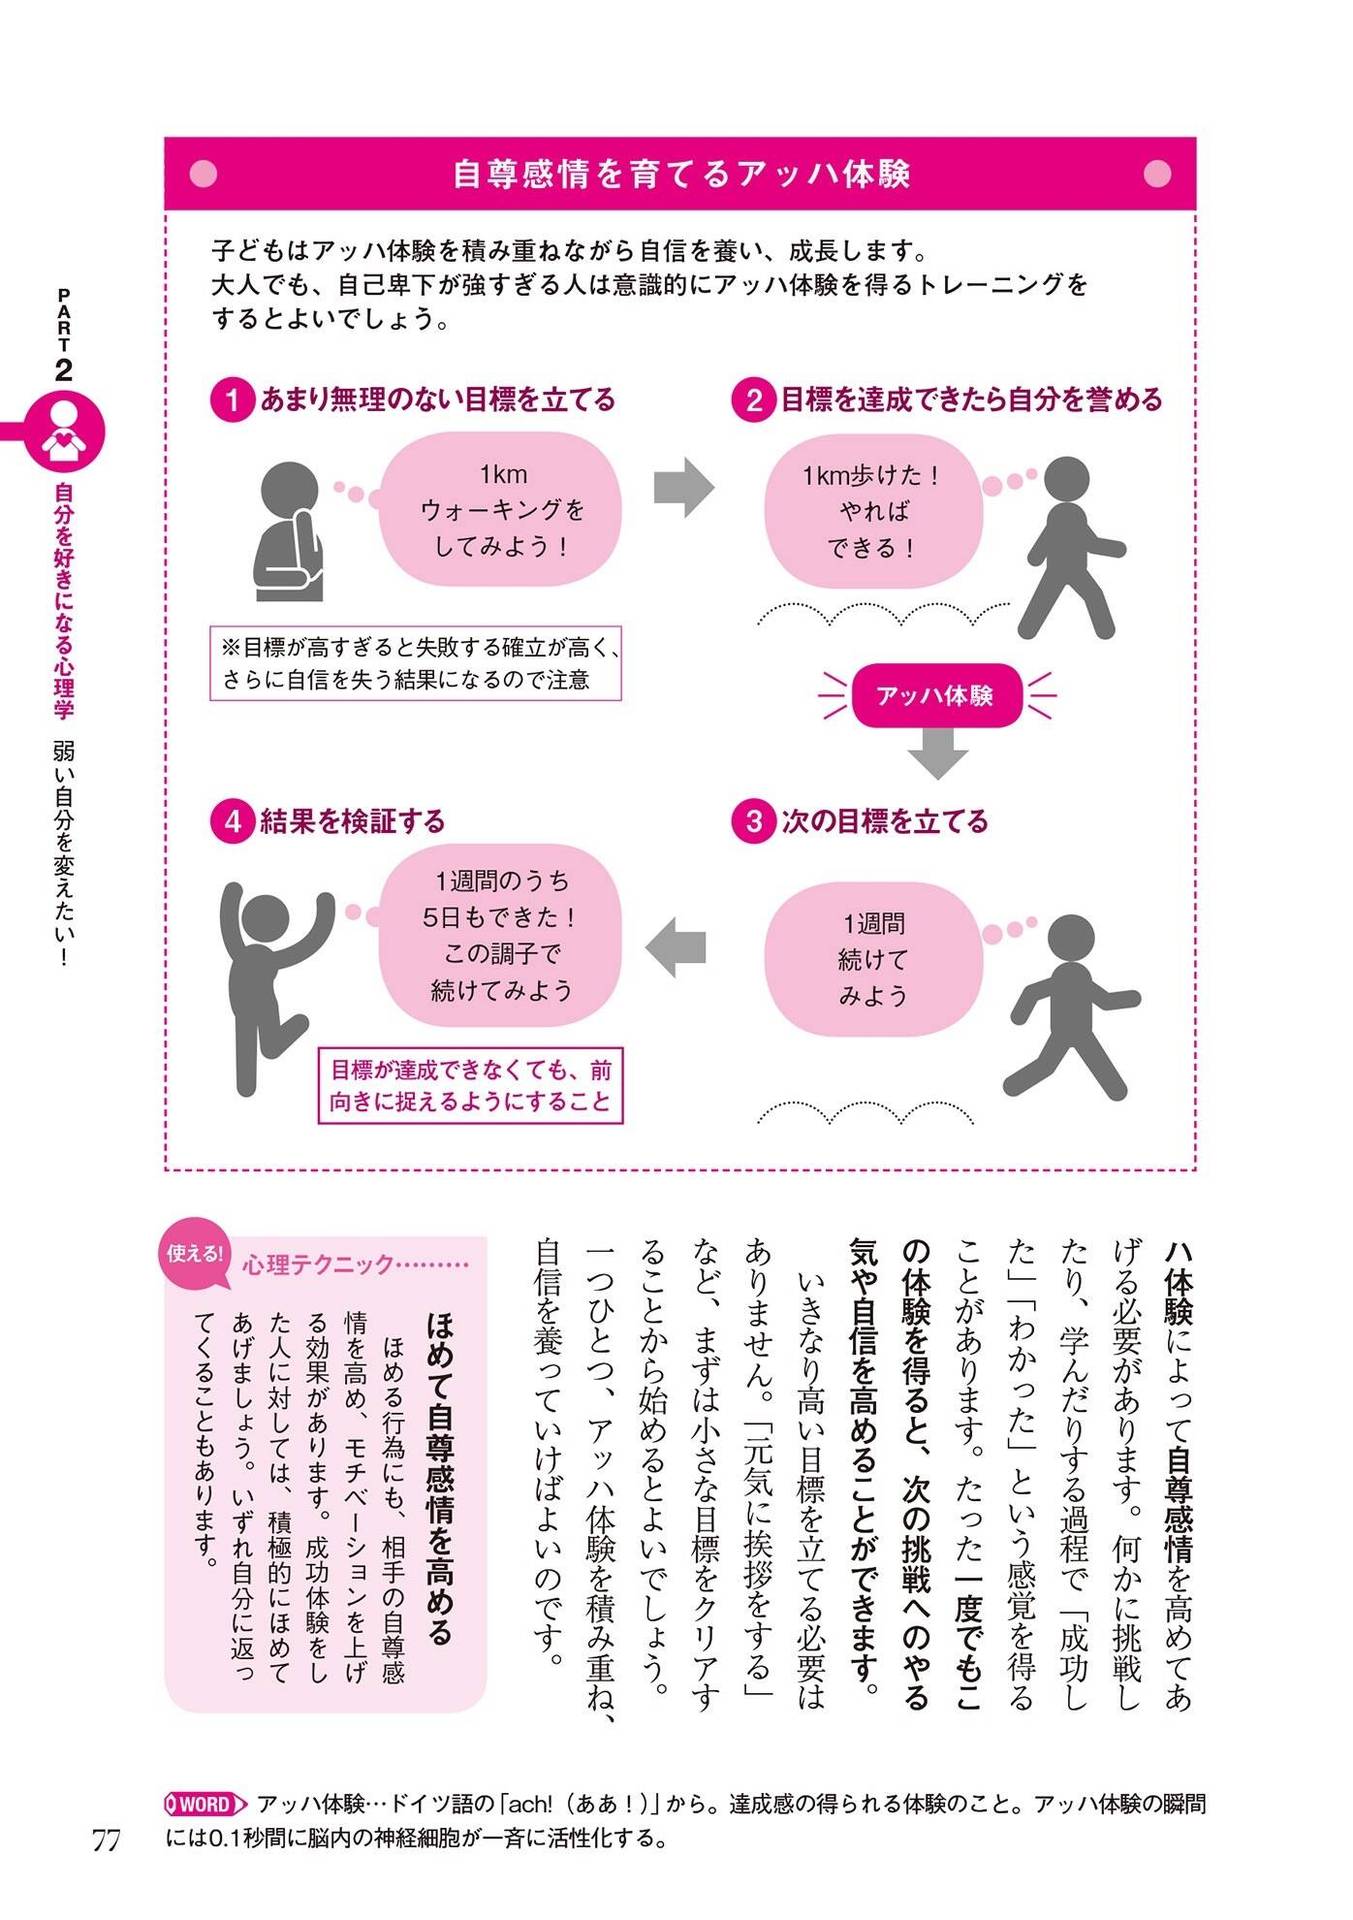 自尊感情を育てるアッハ体験
子どもはアッハ体験を積み重ねながら自信を養い、成長します。
大人でも、自己卑下が強すぎる人は意識的にアッハ体験を得るトレーニングを
するとよいでしょう。
1 あまり無理のない目標を立てる
1km
ウォーキングを
してみよう！
※目標が高すぎると失敗する確立が高く、
さらに自信を失う結果になるので注意
2 目標を達成できたら自分を誉める
1km歩けた！
やれば
できる！
アッハ体験
3 次の目標を立てる
1週間
続けて
みよう
4 結果を検証する
1週間のうち
5日もできた！
この調子で
続けてみよう
目標が達成できなくても、前
向きに捉えるようにすること
PART 2
自分を好きになる心理学　弱い自分を変えたい！
ハ体験によって自尊感情を高めてあ
げる必要があります。何かに挑戦し
たり、学んだりする過程で「成功し
た」「わかった」という感覚を得る
ことがあります。たった一度でもこ
の体験を得ると、次の挑戦へのやる
気や自信を高めることができます。
　いきなり高い目標を立てる必要は
ありません。「元気に挨拶をする」
など、まずは小さな目標をクリアす
ることから始めるとよいでしょう。
一つひとつ、アッハ体験を積み重ね、
自信を養っていけばよいのです。
使える！
心理テクニック………
ほめて自尊感情を高める
　ほめる行為にも、相手の自尊感
情を高め、モチベーションを上げ
る効果があります。成功体験をし
た人に対しては、積極的にほめて
あげましょう。いずれ自分に返っ
てくることもあります。
WORD アッハ体験…ドイツ語の「ach!（ああ！）」から。達成感の得られる体験のこと。アッハ体験の瞬間
には0.1秒間に脳内の神経細胞が一斉に活性化する。
77